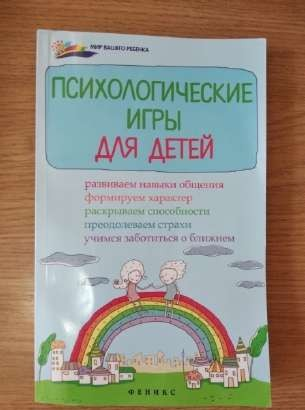 МИР ВАШЕГО РЕБЕНКА
ПСИХОЛОГИЧЕСКИЕ
ИГРЫ
ДЛЯ ДЕТЕЙ
развиваем навыки общения
формируем характер
раскрываем способности
преодолеваем страхи
учимся заботиться о ближнем
ФЕНИКС